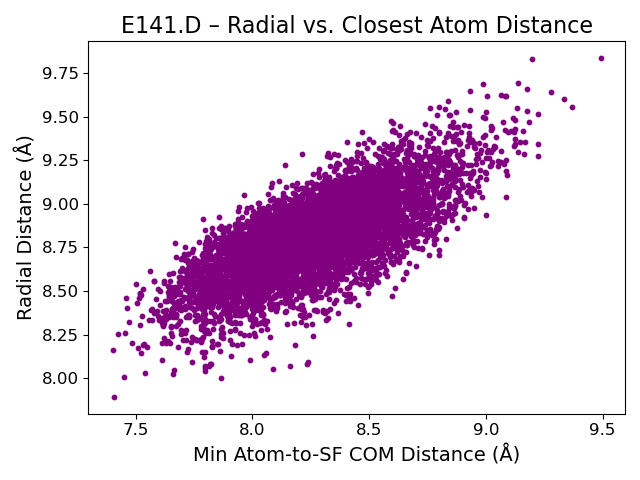 E141.D – Radial vs. Closest Atom Distance
Radial Distance (Å)
9.75
9.50
9.25
9.00
8.75
8.50
8.25
8.00
7.5 8.0 8.5 9.0 9.5
Min Atom-to-SF COM Distance (Å)